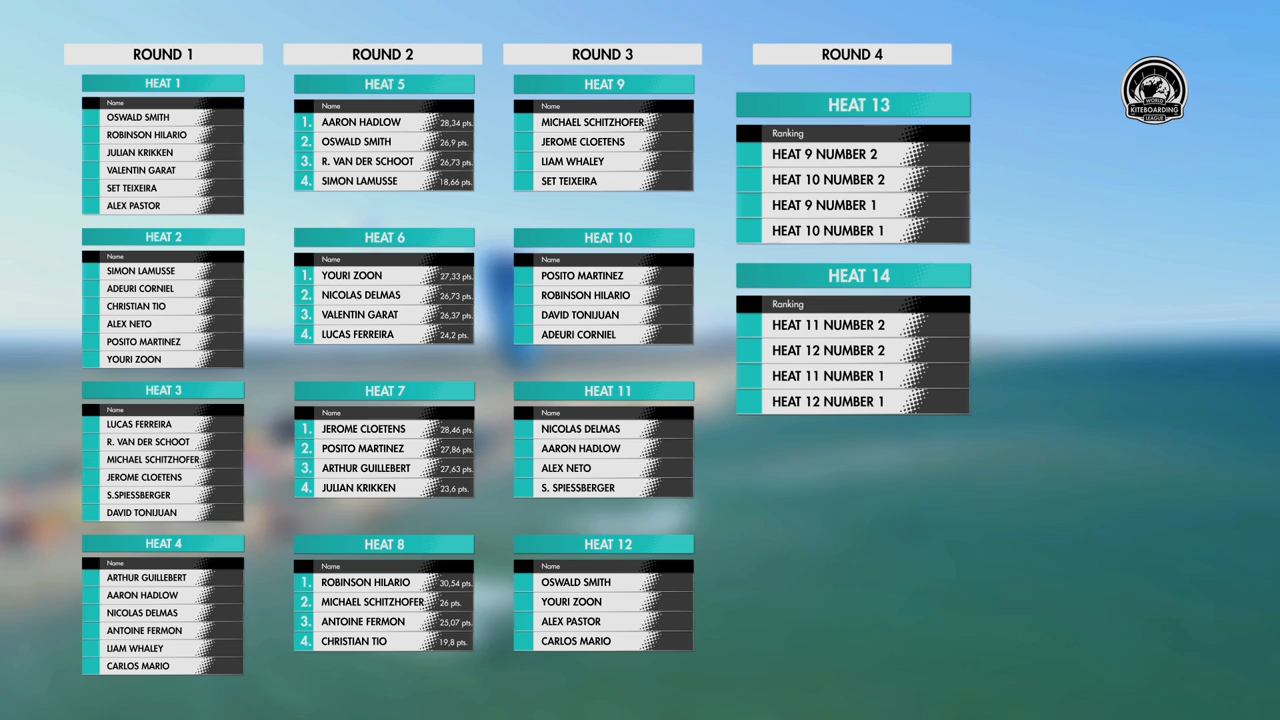 ROUND 1
HEAT 1
Name
OSWALD SMITH
ROBINSON HILARIO
JULIAN KRIKKEN
VALENTIN GARAT
SET TEIXEIRA
ALEX PASTOR
HEAT 2
Name
SIMON LAMUSSE
ADEURI CORNIEL
CHRISTIAN TIO
ALEX NETO
POSITO MARTINEZ
YOURI ZOON
HEAT 3
Name
LUCAS FERREIRA
R. VAN DER SCHOOT
MICHAEL SCHITZHOFER
JEROME CLOETENS
S.SPIESSBERGER
DAVID TONIJUAN
HEAT 4
Name
ARTHUR GUILLEBERT
AARON HADLOW
NICOLAS DELMAS
ANTOINE FERMON
LIAM WHALEY
CARLOS MARIO
ROUND 2
HEAT 5
Name
1. AARON HADLOW 28,34 pts.
2. OSWALD SMITH 26,9 pts.
3. R. VAN DER SCHOOT 26,73 pts.
4. SIMON LAMUSSE 18,66 pts.
HEAT 6
Name
1. YOURI ZOON 27,33 pts.
2. NICOLAS DELMAS 26,73 pts.
3. VALENTIN GARAT 26,37 pts.
4. LUCAS FERREIRA 24,2 pts.
HEAT 7
Name
1. JEROME CLOETENS 28,46 pts.
2. POSITO MARTINEZ 27,86 pts.
3. ARTHUR GUILLEBERT 27,63 pts.
4. JULIAN KRIKKEN 23,6 pts.
HEAT 8
Name
1. ROBINSON HILARIO 30,54 pts.
2. MICHAEL SCHITZHOFER 26 pts.
3. ANTOINE FERMON 25,07 pts.
4. CHRISTIAN TIO 19,8 pts.
ROUND 3
HEAT 9
Name
MICHAEL SCHITZHOFER
JEROME CLOETENS
LIAM WHALEY
SET TEIXEIRA
HEAT 10
Name
POSITO MARTINEZ
ROBINSON HILARIO
DAVID TONIJUAN
ADEURI CORNIEL
HEAT 11
Name
NICOLAS DELMAS
AARON HADLOW
ALEX NETO
S. SPIESSBERGER
HEAT 12
Name
OSWALD SMITH
YOURI ZOON
ALEX PASTOR
CARLOS MARIO
ROUND 4
HEAT 13
Ranking
HEAT 9 NUMBER 2
HEAT 10 NUMBER 2
HEAT 9 NUMBER 1
HEAT 10 NUMBER 1
HEAT 14
Ranking
HEAT 11 NUMBER 2
HEAT 12 NUMBER 2
HEAT 11 NUMBER 1
HEAT 12 NUMBER 1
WORLD
KITEBOARDING
LEAGUE